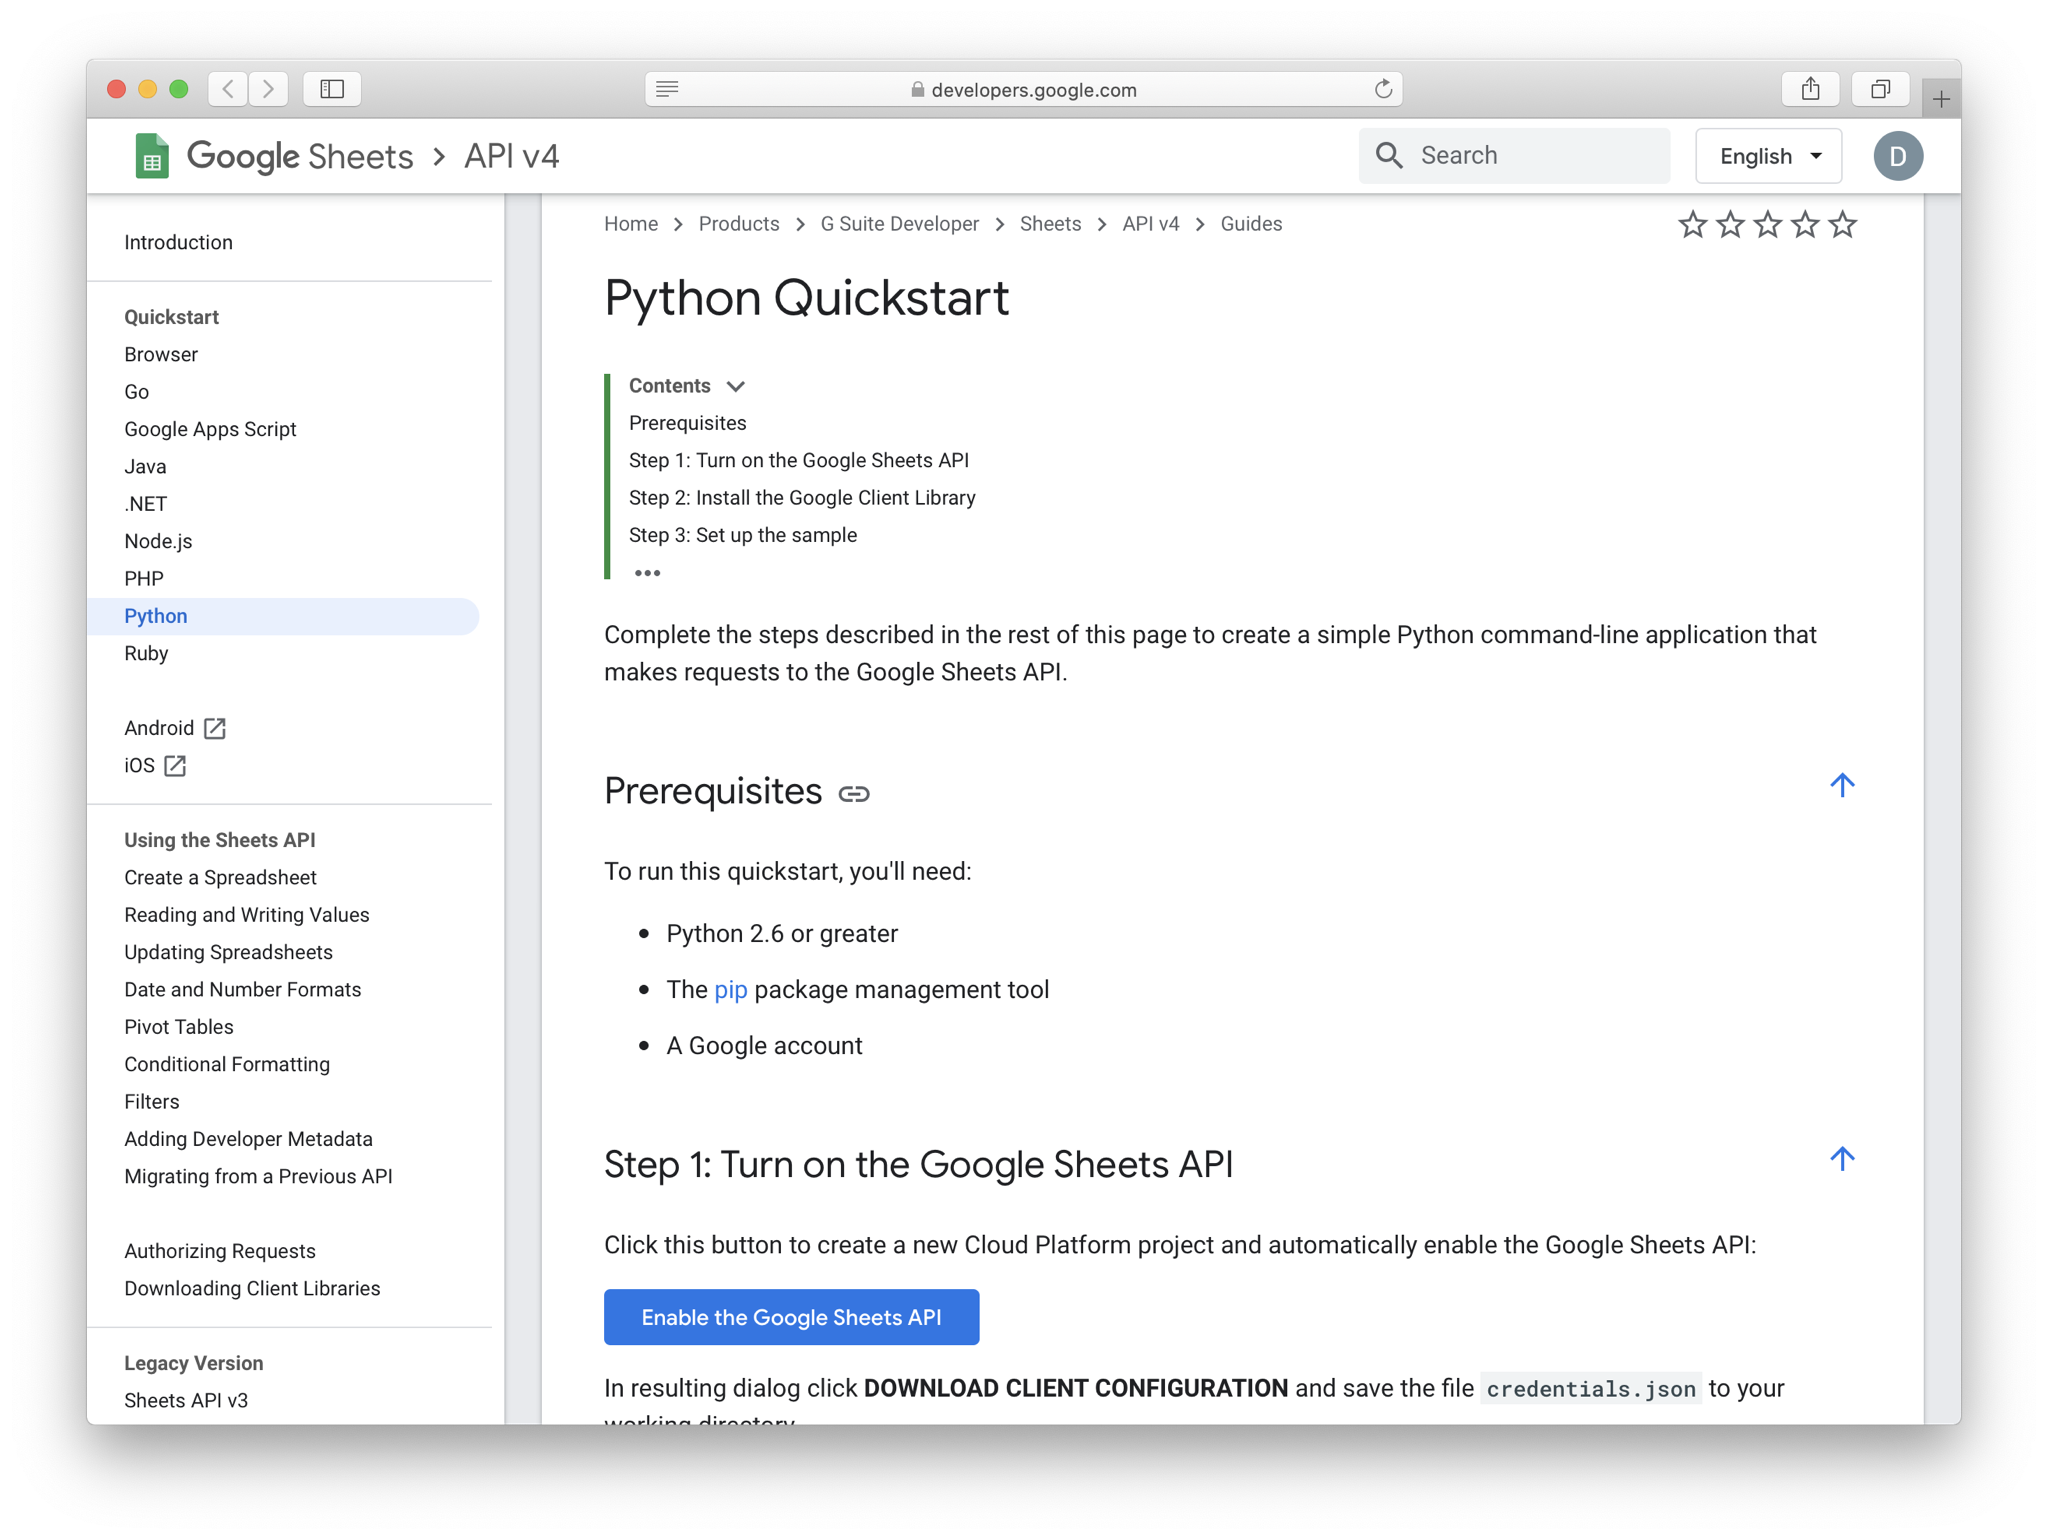 developers.google.com
Google Sheets > API v4
Search
English
D
Introduction
Quickstart
Browser
Go
Google Apps Script
Java
.NET
Node.js
PHP
Python
Ruby
Android
iOS
Using the Sheets API
Create a Spreadsheet
Reading and Writing Values
Updating Spreadsheets
Date and Number Formats
Pivot Tables
Conditional Formatting
Filters
Adding Developer Metadata
Migrating from a Previous API
Authorizing Requests
Downloading Client Libraries
Legacy Version
Sheets API v3
Home > Products > G Suite Developer > Sheets > API v4 > Guides
Python Quickstart
Contents
Prerequisites
Step 1: Turn on the Google Sheets API
Step 2: Install the Google Client Library
Step 3: Set up the sample
•••
Complete the steps described in the rest of this page to create a simple Python command-line application that
makes requests to the Google Sheets API.
Prerequisites
To run this quickstart, you'll need:
• Python 2.6 or greater
• The pip package management tool
• A Google account
Step 1: Turn on the Google Sheets API
Click this button to create a new Cloud Platform project and automatically enable the Google Sheets API:
Enable the Google Sheets API
In resulting dialog click DOWNLOAD CLIENT CONFIGURATION and save the file credentials.json to your
working directory.